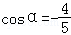 cos α = -4/5